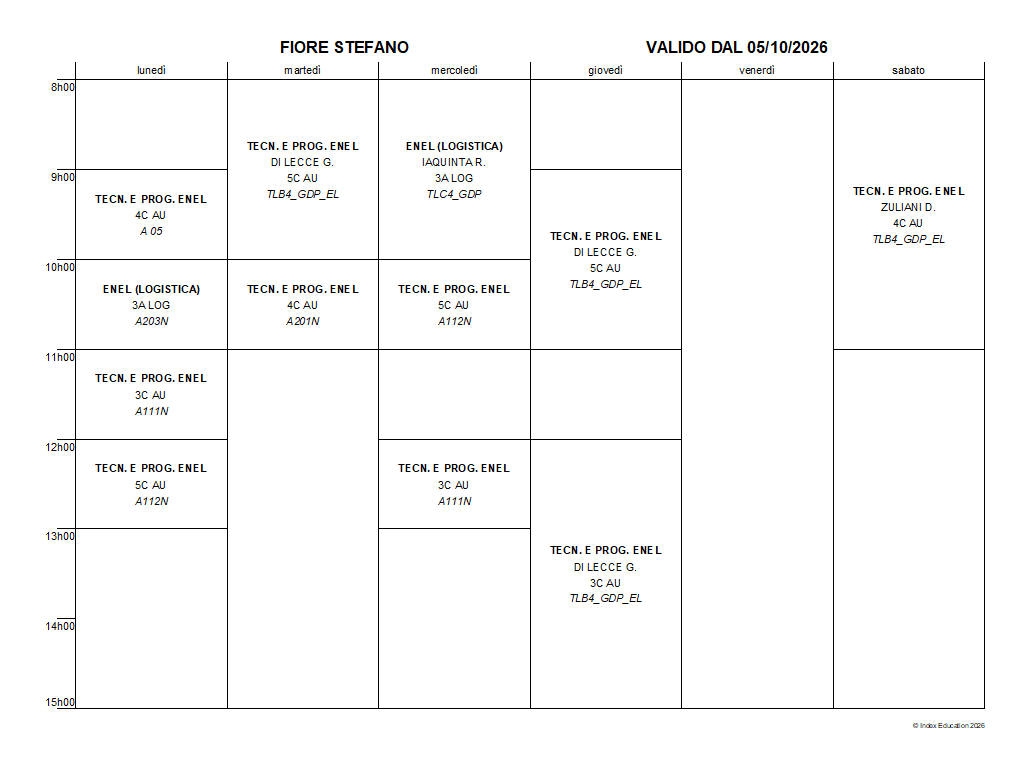 FIORE STEFANO
VALIDO DAL 05/10/2026
lunedì
martedì
mercoledì
giovedì
venerdì
sabato
8h00
TECN. E PROG. ENEL
DI LECCE G.
5C AU
TLB4_GDP_EL
ENEL (LOGISTICA)
IAQUINTA R.
3A LOG
TLC4_GDP
TECN. E PROG. ENEL
ZULIANI D.
4C AU
TLB4_GDP_EL
9h00
TECN. E PROG. ENEL
4C AU
A 05
TECN. E PROG. ENEL
DI LECCE G.
5C AU
TLB4_GDP_EL
10h00
ENEL (LOGISTICA)
3A LOG
A203N
TECN. E PROG. ENEL
4C AU
A201N
TECN. E PROG. ENEL
5C AU
A112N
11h00
TECN. E PROG. ENEL
3C AU
A111N
12h00
TECN. E PROG. ENEL
5C AU
A112N
TECN. E PROG. ENEL
3C AU
A111N
TECN. E PROG. ENEL
DI LECCE G.
3C AU
TLB4_GDP_EL
13h00
14h00
15h00
© Index Education 2026